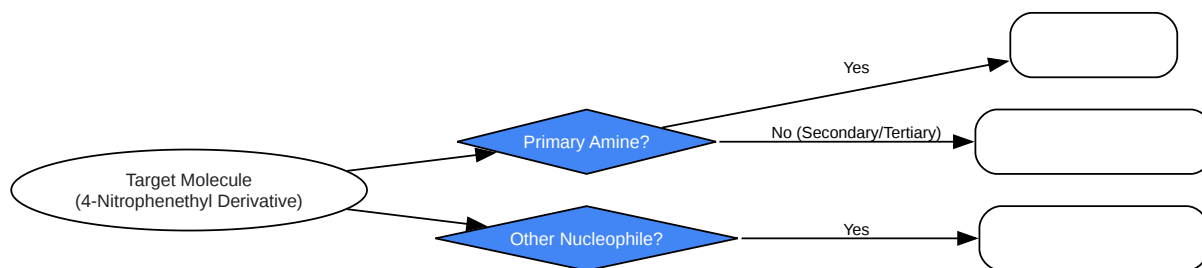 Yes
Primary Amine?
No (Secondary/Tertiary)
Target Molecule
(4-Nitrophenethyl Derivative)
Other Nucleophile?
Yes